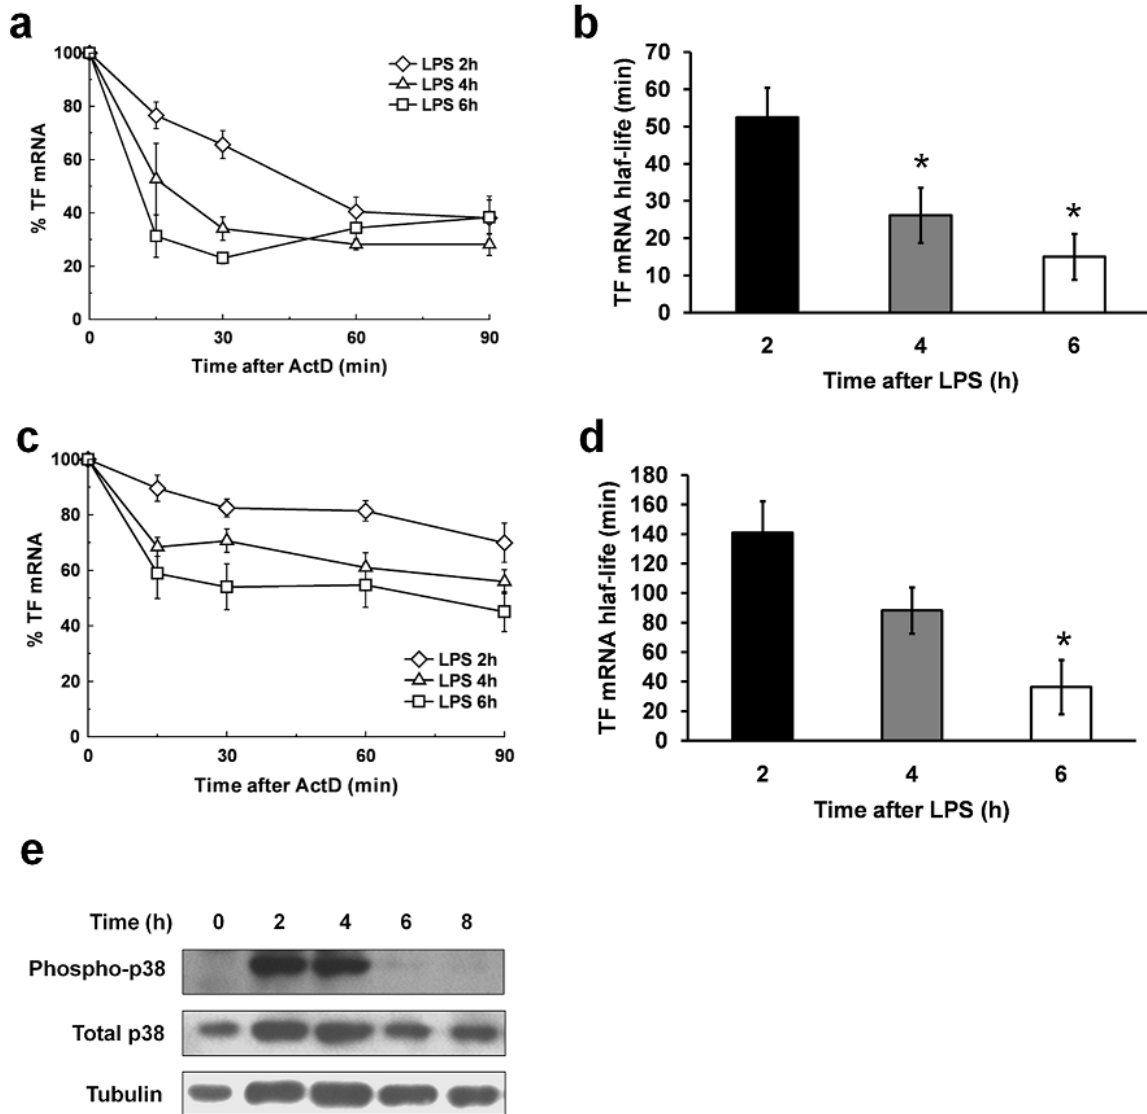 a
100
80
60
40
20
0
% TF mRNA
LPS 2h
LPS 4h
LPS 6h
0 30 60 90
Time after ActD (min)
b
70
60
50
40
30
20
10
0
TF mRNA hlaf-life (min)
*
*
2 4 6
Time after LPS (h)
c
100
80
60
40
20
0
% TF mRNA
LPS 2h
LPS 4h
LPS 6h
0 30 60 90
Time after ActD (min)
d
180
160
140
120
100
80
60
40
20
0
TF mRNA hlaf-life (min)
*
2 4 6
Time after LPS (h)
e
Time (h) 0 2 4 6 8
Phospho-p38
Total p38
Tubulin